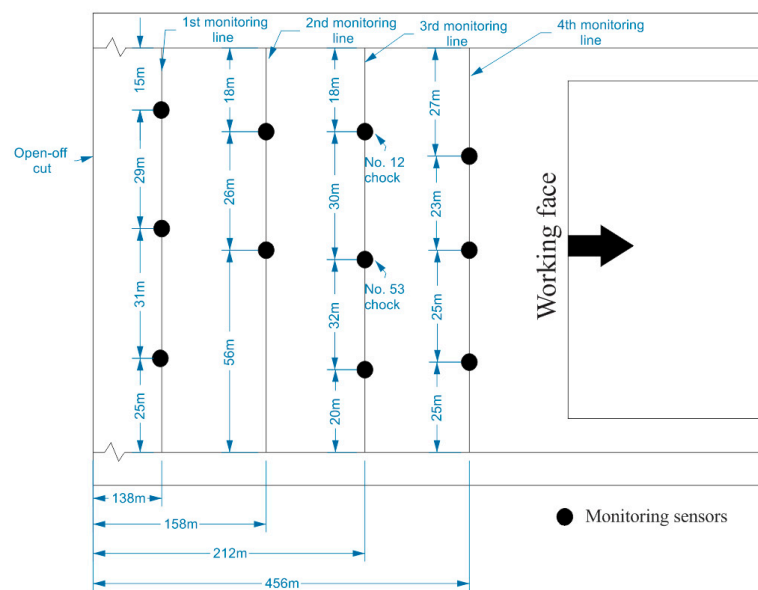 1st monitoring
line
2nd monitoring
line
3rd monitoring
line
4th monitoring
line
15m
18m
18m
27m
Open-off
cut
No. 12
chock
29m
26m
30m
23m
No. 53
chock
31m
56m
32m
25m
25m
20m
25m
Working face
138m
158m
212m
456m
Monitoring sensors